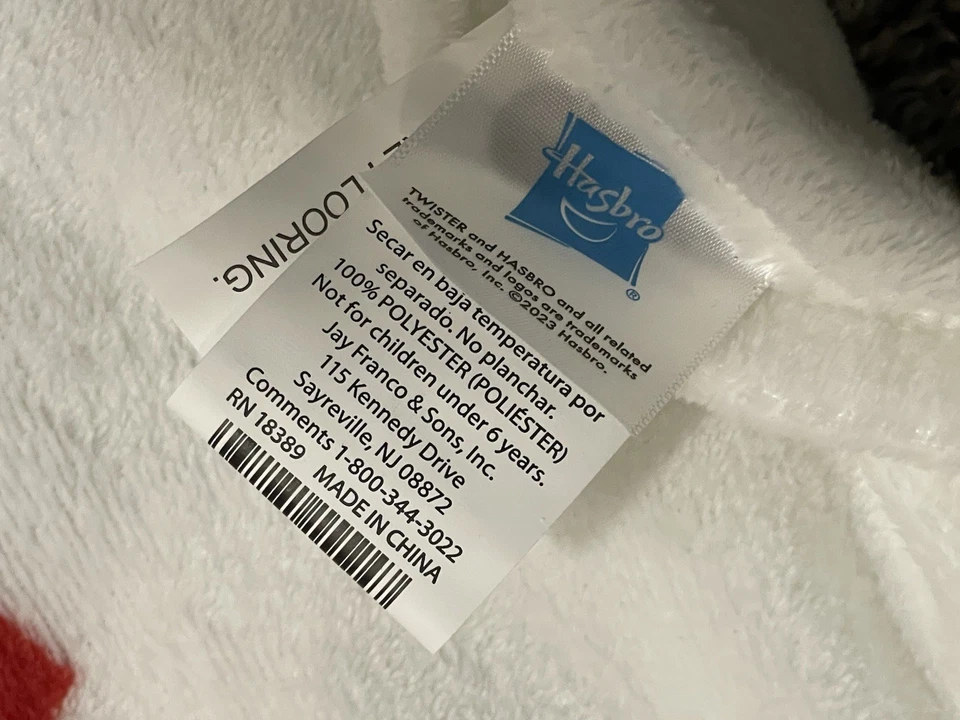 Hasbro
®
TWISTER and HASBRO and all related
trademarks and logos are trademarks
of Hasbro, Inc. ©2023 Hasbro.
Secar en baja temperatura por
separado. No planchar.
100% POLYESTER (POLIÉSTER)
Not for children under 6 years.
Jay Franco & Sons, Inc.
115 Kennedy Drive
Sayreville, NJ 08872
Comments 1-800-344-3022
RN 18389 MADE IN CHINA
LOORING.